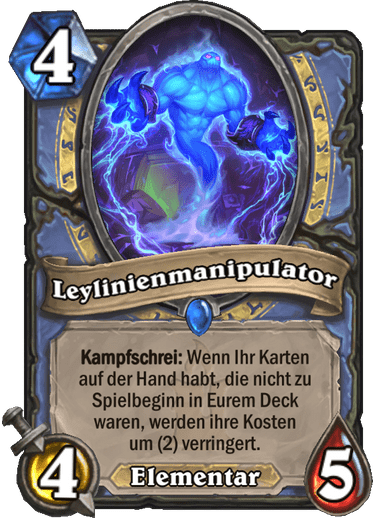 4
Leylinienmanipulator
Kampfschrei: Wenn Ihr Karten
auf der Hand habt, die nicht zu
Spielbeginn in Eurem Deck
waren, werden ihre Kosten
um (2) verringert.
4
Elementar
5